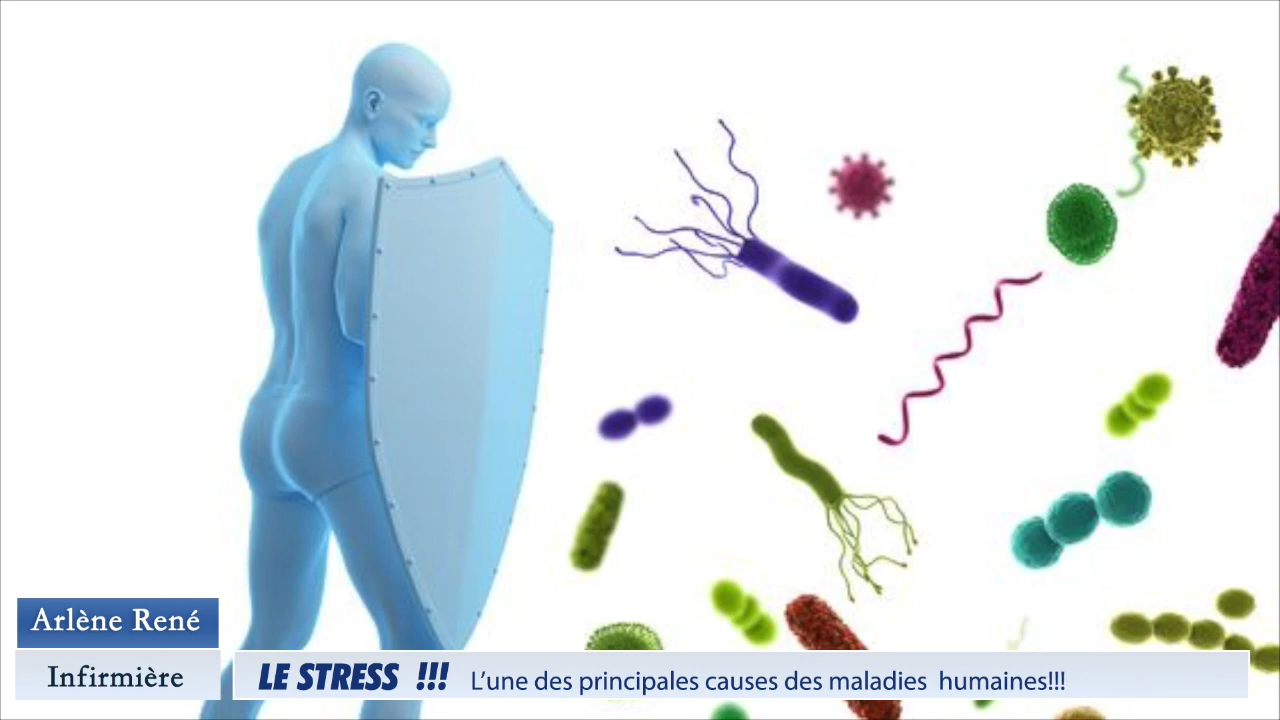 Arlène René
Infirmière
LE STRESS !!! L'une des principales causes des maladies humaines!!!